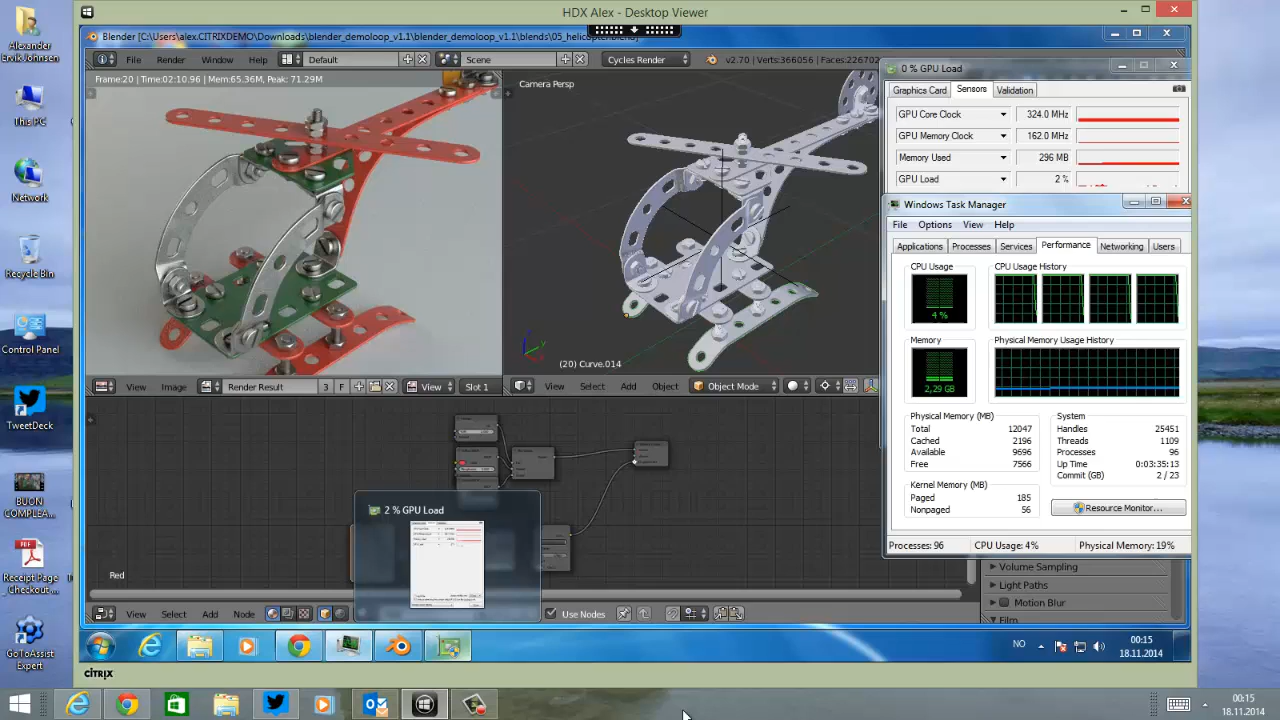 HDX Alex - Desktop Viewer
Alexander
Ervik Johnsen
This PC
Network
Recycle Bin
Control Panel
TweetDeck
BUON
COMPLEA...
PDF
Receipt Page
Checkout...
GoToAssist
Expert
Blender [C:\Users\alex.CITRIXDEMO\Downloads\blender_demoloop_v1.1\blender_demoloop_v1.1\blends\05_helicopter.blend]
File Render Window Help Default Scene Cycles Render v2.70 | Verts:366056 | Faces:226702
Frame:20 | Time:02:10.96 | Mem:65.36M, Peak: 71.29M
Camera Persp
(20) Curve.014
View Image Render Result 3 F View Slot 1
View Select Add Object Object Mode
Red
View Select Add Node Use Nodes
2 % GPU Load
0 % GPU Load
Graphics Card Sensors Validation
GPU Core Clock 324.0 MHz
GPU Memory Clock 162.0 MHz
Memory Used 296 MB
GPU Load 2 %
Windows Task Manager
File Options View Help
Applications Processes Services Performance Networking Users
CPU Usage CPU Usage History
4 %
Memory Physical Memory Usage History
2,29 GB
Physical Memory (MB)
Total 12047
Cached 2196
Available 9696
Free 7566
Kernel Memory (MB)
Paged 185
Nonpaged 56
System
Handles 25451
Threads 1109
Processes 96
Up Time 0:03:35:13
Commit (GB) 2 / 23
Resource Monitor...
Processes: 96 CPU Usage: 4% Physical Memory: 19%
Volume Sampling
Light Paths
Motion Blur
Film
NO
00:15
18.11.2014
CITRIX
00:15
18.11.2014